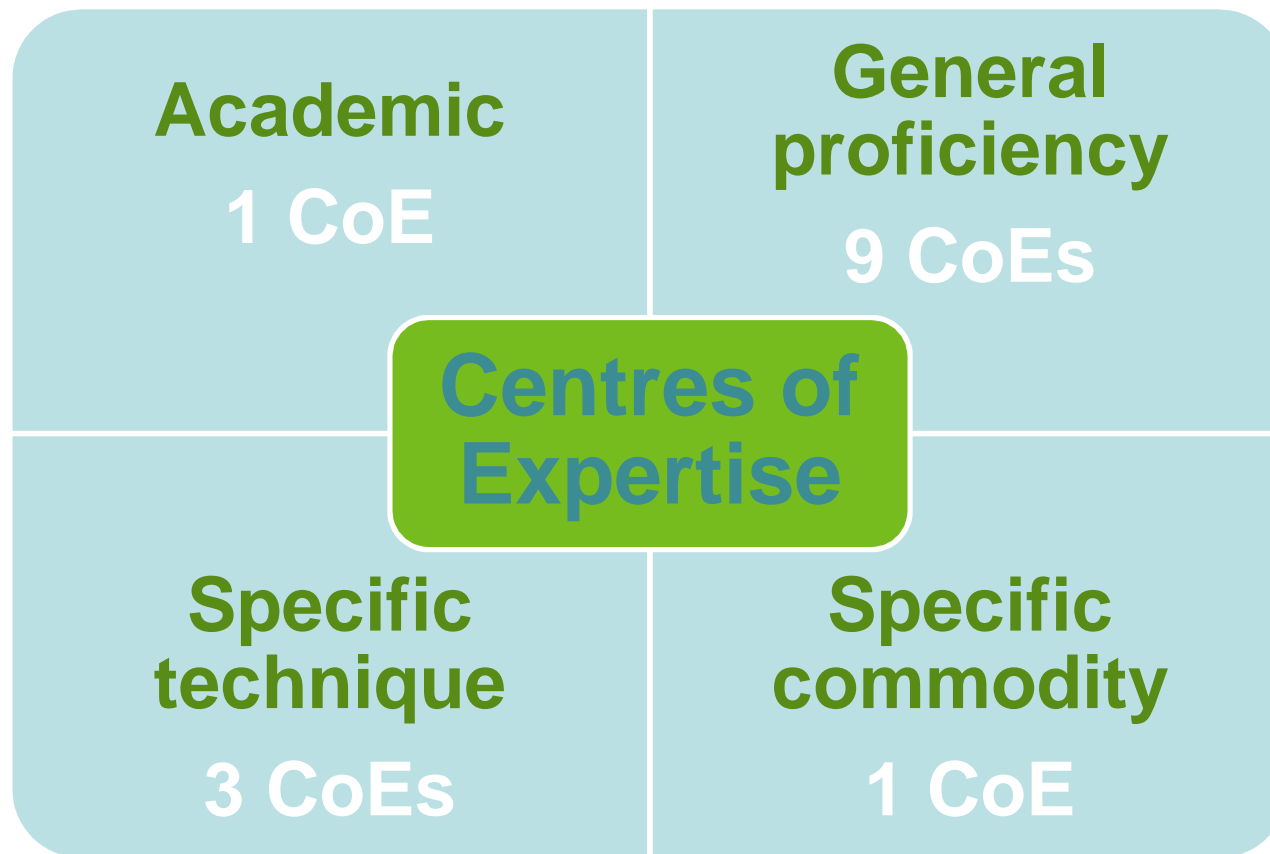 Academic
1 CoE
General
proficiency
9 CoEs
Centres of
Expertise
Specific
technique
3 CoEs
Specific
commodity
1 CoE